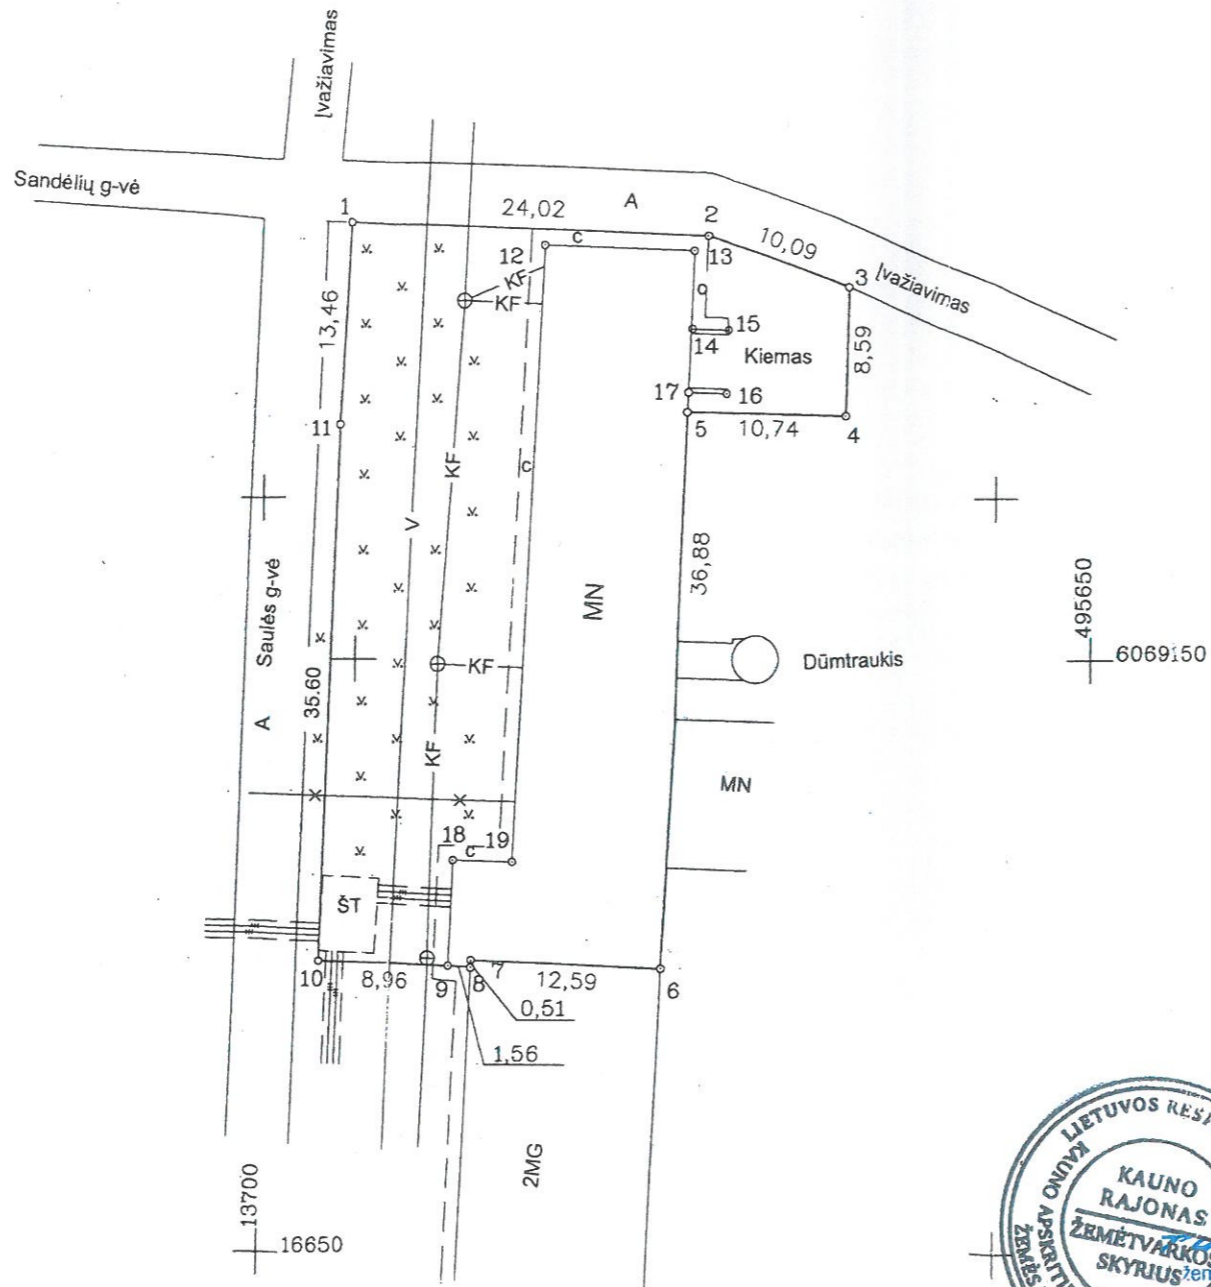 Įvažiavimas
Sandėlių g-vė
1
24,02
A
2
10,09
3
Įvažiavimas
12
c
13
KF
KF
13,46
15
14
Kiemas
8,59
17
16
5
10,74
4
11
KF
c
V
36,88
MN
Saulės g-vė
495650
6069150
KF
Dūmtraukis
35.60
A
KF
MN
18
c
19
ŠT
10
8,96
9
8
7
12,59
6
0,51
1,56
2MG
13700
16650
LIETUVOS
KAUNO
KAUNO
RAJONAS
ŽEMĖTVARKOS
SKYRIUS